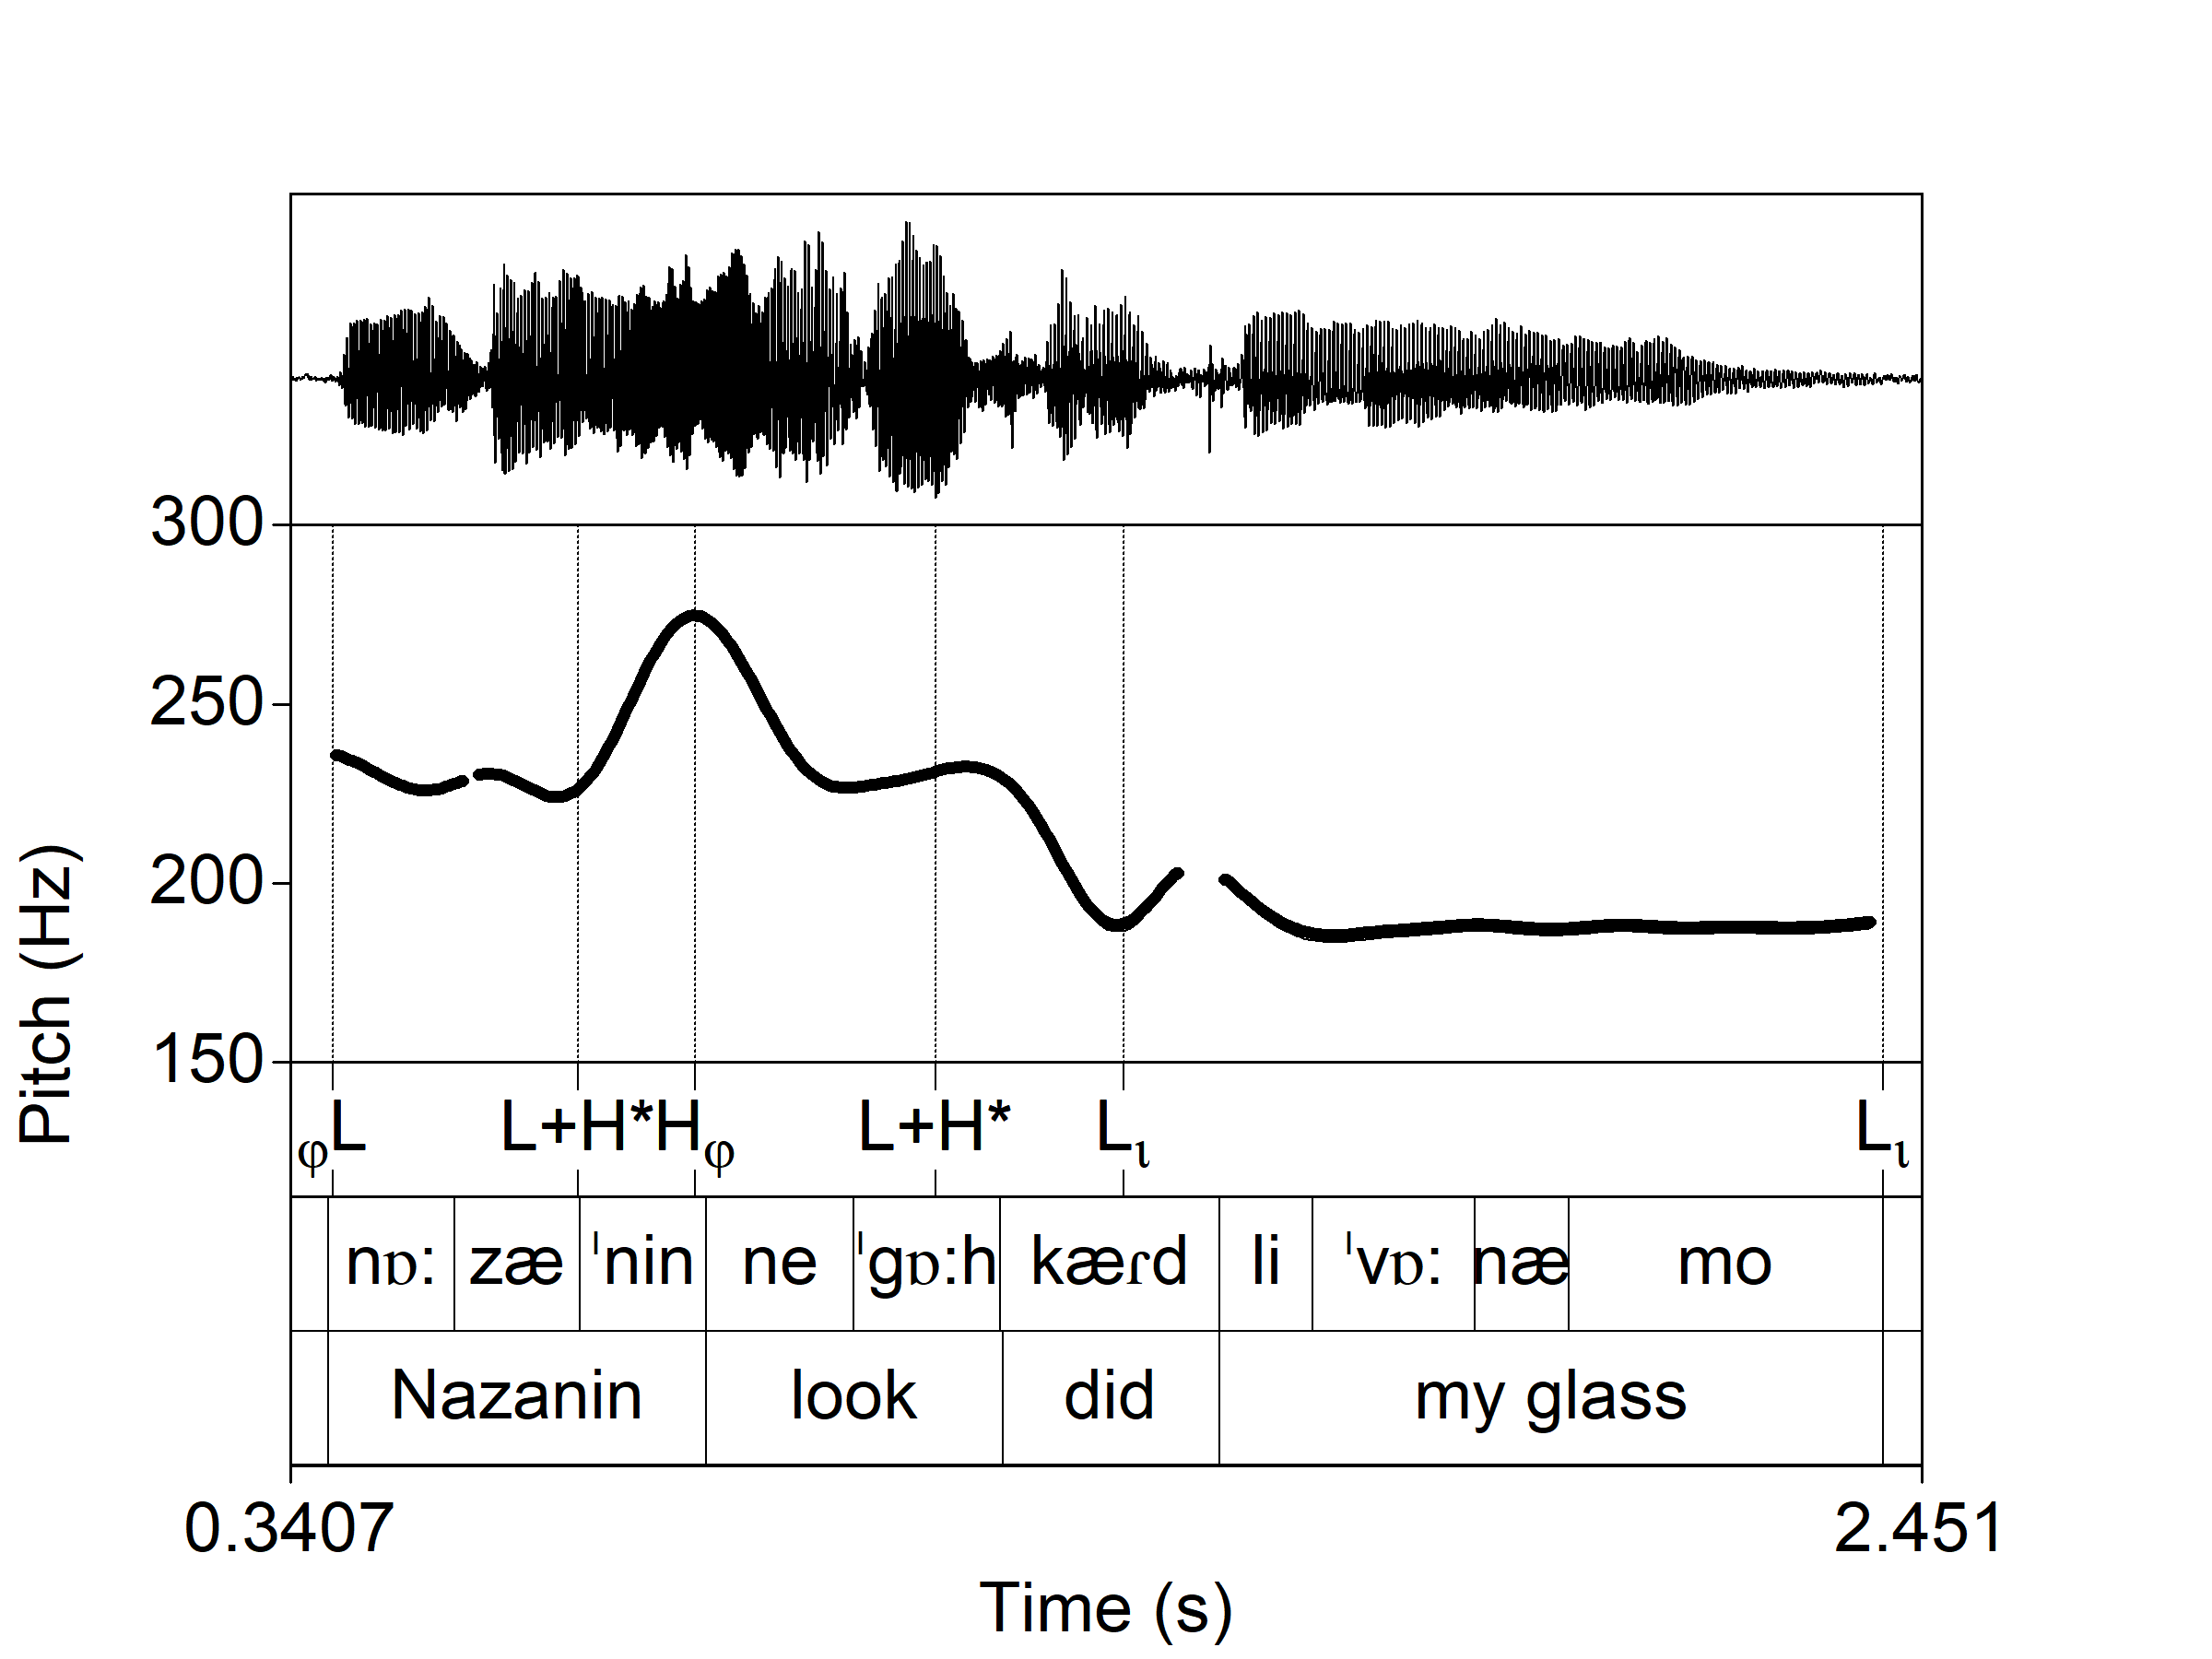 300
250
200
150
Pitch (Hz)
φL L+H* Hφ L+H* Lι Lι
nɒ: zæ ˈnin ne ˈgɒ:h kæɾd li ˈvɒ: næ mo
Nazanin look did my glass
0.3407 2.451
Time (s)